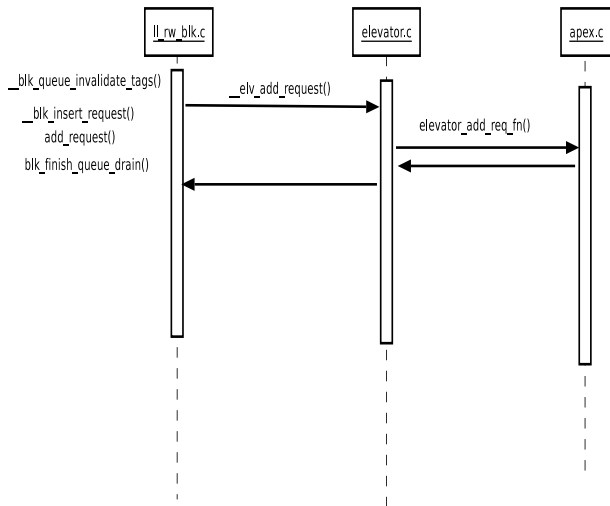 ll_rw_blk.c
elevator.c
apex.c
__blk_queue_invalidate_tags()
__elv_add_request()
__blk_insert_request()
elevator_add_req_fn()
add_request()
blk_finish_queue_drain()